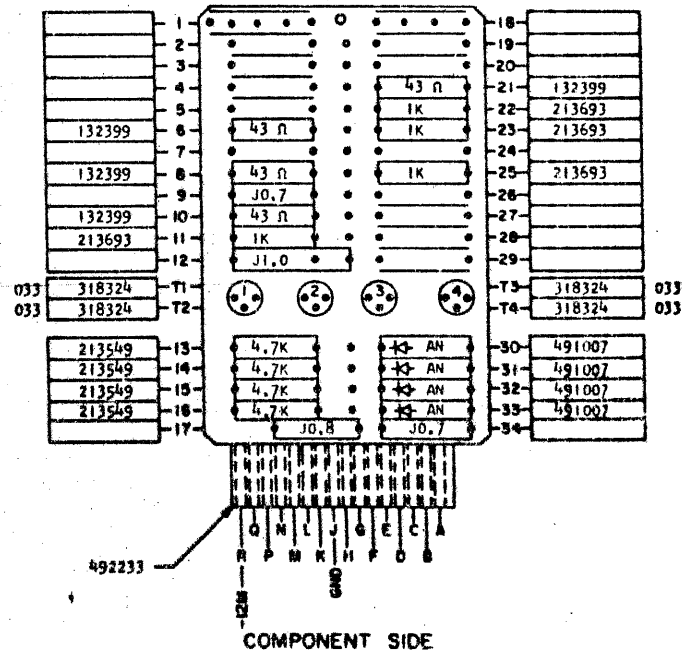 1 18
2 19
3 20
4 43 Ω 21 132399
5 1K 22 213693
132399 6 43 Ω 1K 23 213693
7 24
132399 8 43 Ω 1K 25 213693
9 J0.7 26
132399 10 43 Ω 27
213693 11 1K 28
12 J1.0 29
033 318324 T1 1 2 3 4 T3 318324 033
033 318324 T2 T4 318324 033
213549 13 4.7K AN 30 491007
213549 14 4.7K AN 31 491007
213549 15 4.7K AN 32 491007
213549 16 4.7K AN 33 491007
17 J0.8 J0.7 34
Q N L J G E C A
R P M K H F D B
492233
GND
COMPONENT SIDE